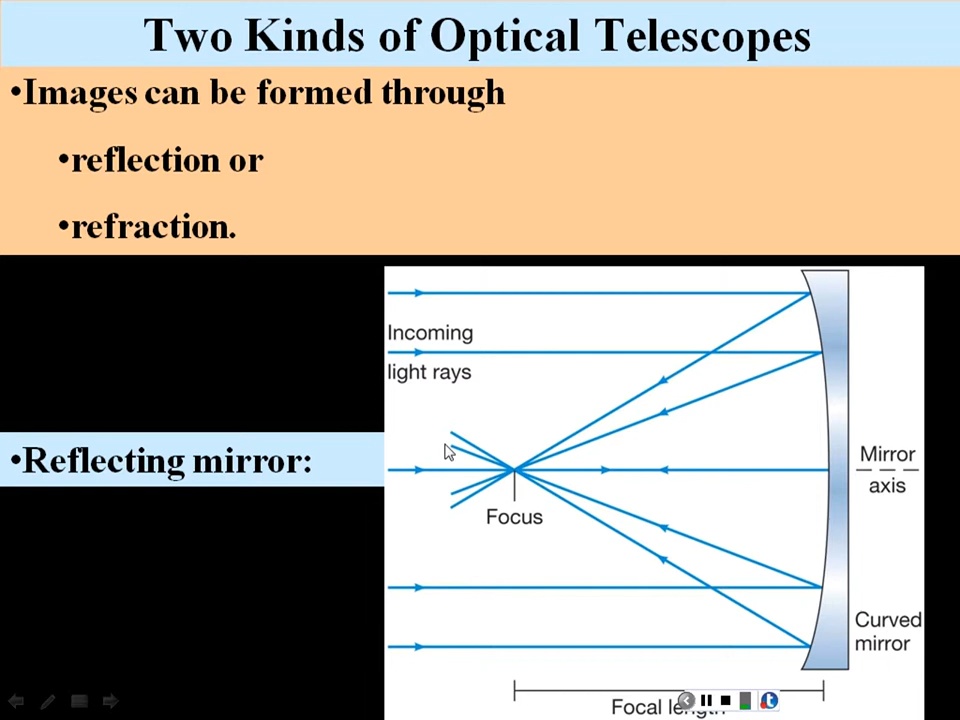 Two Kinds of Optical Telescopes
•Images can be formed through
•reflection or
•refraction.
Incoming
light rays
•Reflecting mirror:
Mirror
axis
Focus
Curved
mirror
Focal length